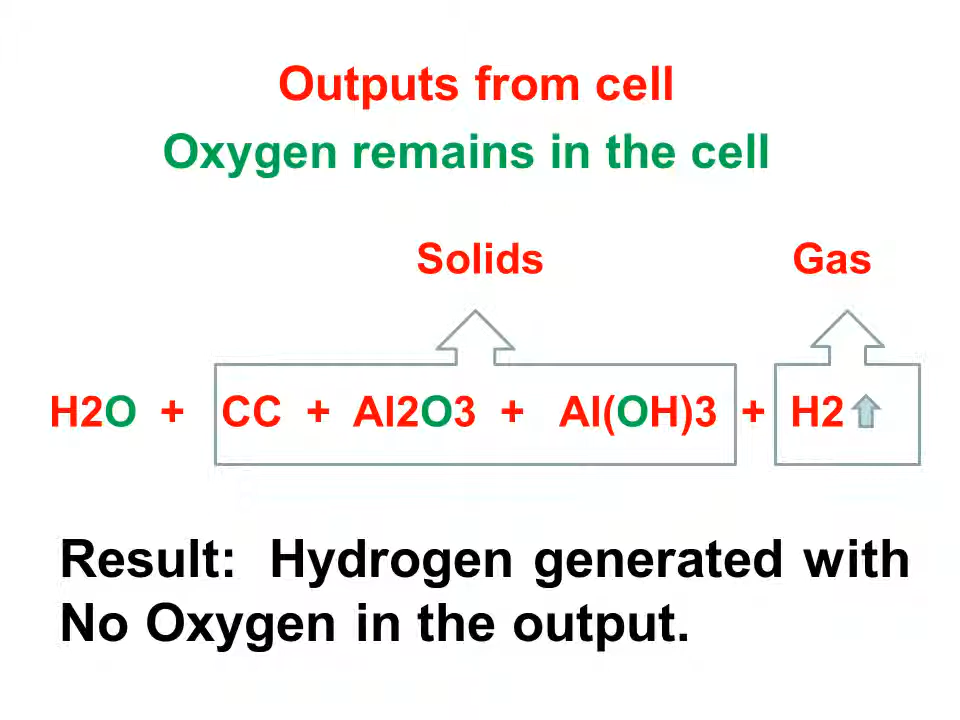 Outputs from cell
Oxygen remains in the cell
Solids Gas
H2O + CC + Al2O3 + Al(OH)3 + H2
Result: Hydrogen generated with
No Oxygen in the output.